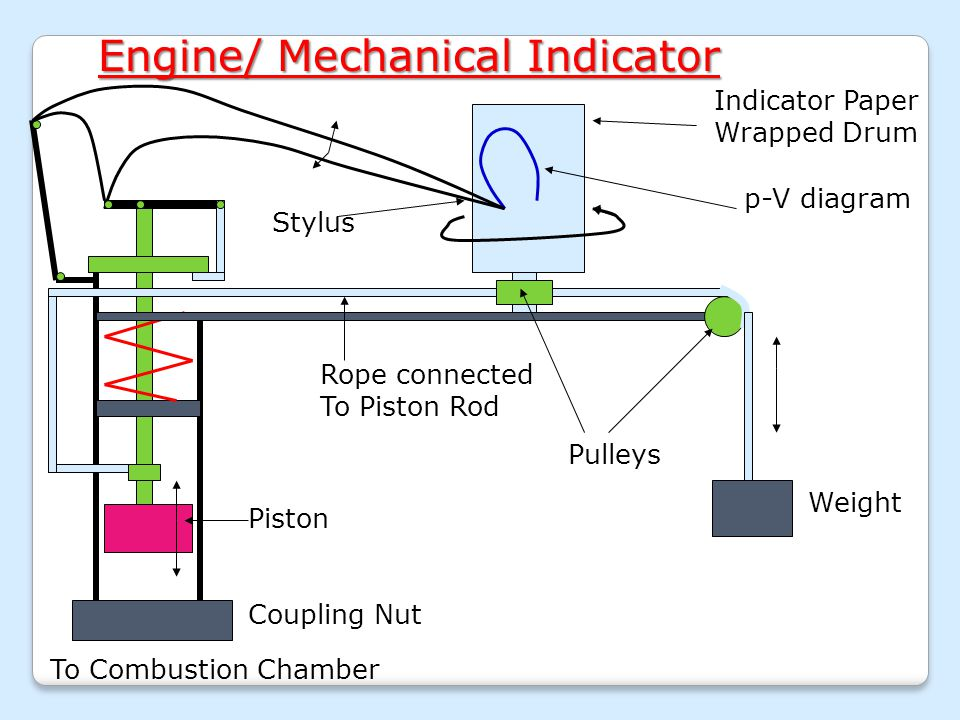 Engine/ Mechanical Indicator
Indicator Paper
Wrapped Drum
p-V diagram
Stylus
Rope connected
To Piston Rod
Pulleys
Weight
Piston
Coupling Nut
To Combustion Chamber